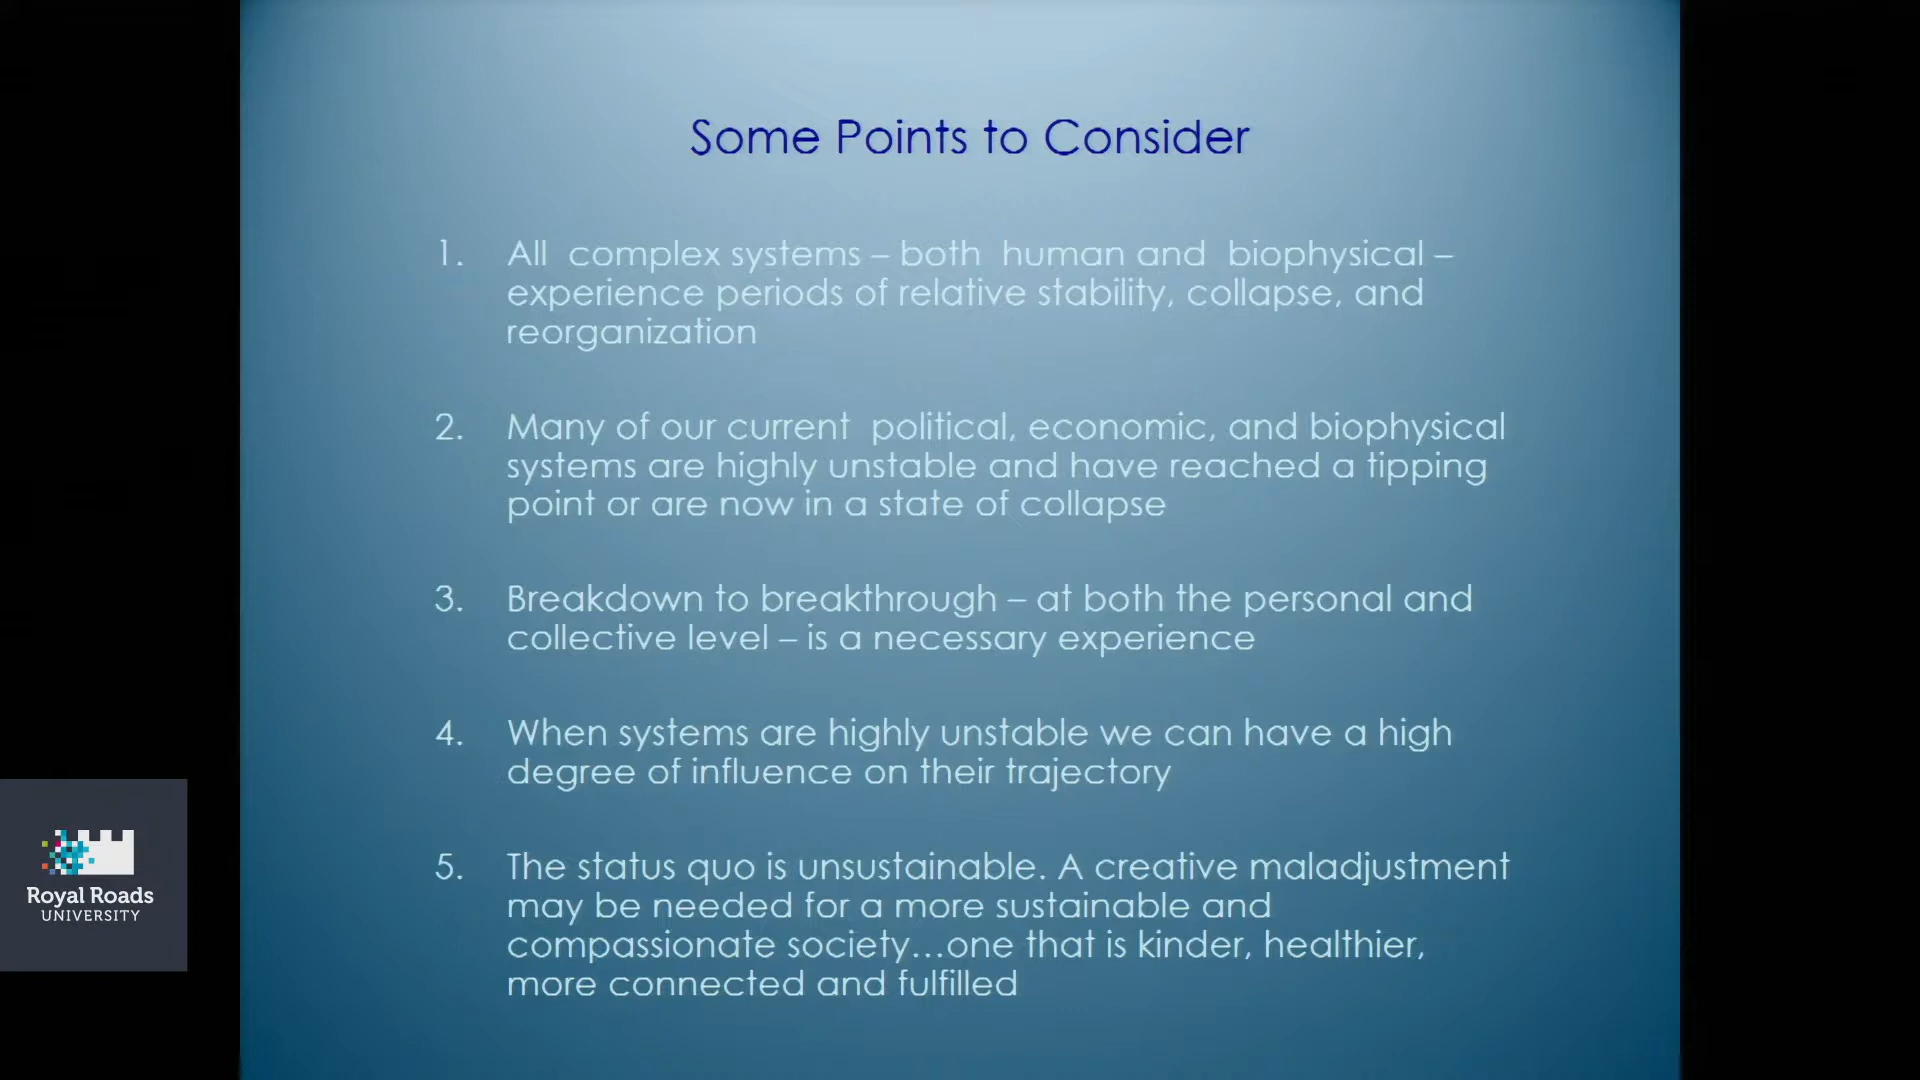 Some Points to Consider
1. All complex systems – both human and biophysical –
experience periods of relative stability, collapse, and
reorganization
2. Many of our current political, economic, and biophysical
systems are highly unstable and have reached a tipping
point or are now in a state of collapse
3. Breakdown to breakthrough – at both the personal and
collective level – is a necessary experience
4. When systems are highly unstable we can have a high
degree of influence on their trajectory
5. The status quo is unsustainable. A creative maladjustment
may be needed for a more sustainable and
compassionate society...one that is kinder, healthier,
more connected and fulfilled
Royal Roads
UNIVERSITY